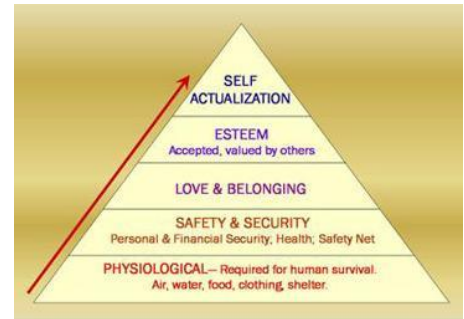 SELF
ACTUALIZATION
ESTEEM
Accepted, valued by others
LOVE & BELONGING
SAFETY & SECURITY
Personal & Financial Security; Health; Safety Net
PHYSIOLOGICAL— Required for human survival.
Air, water, food, clothing, shelter.